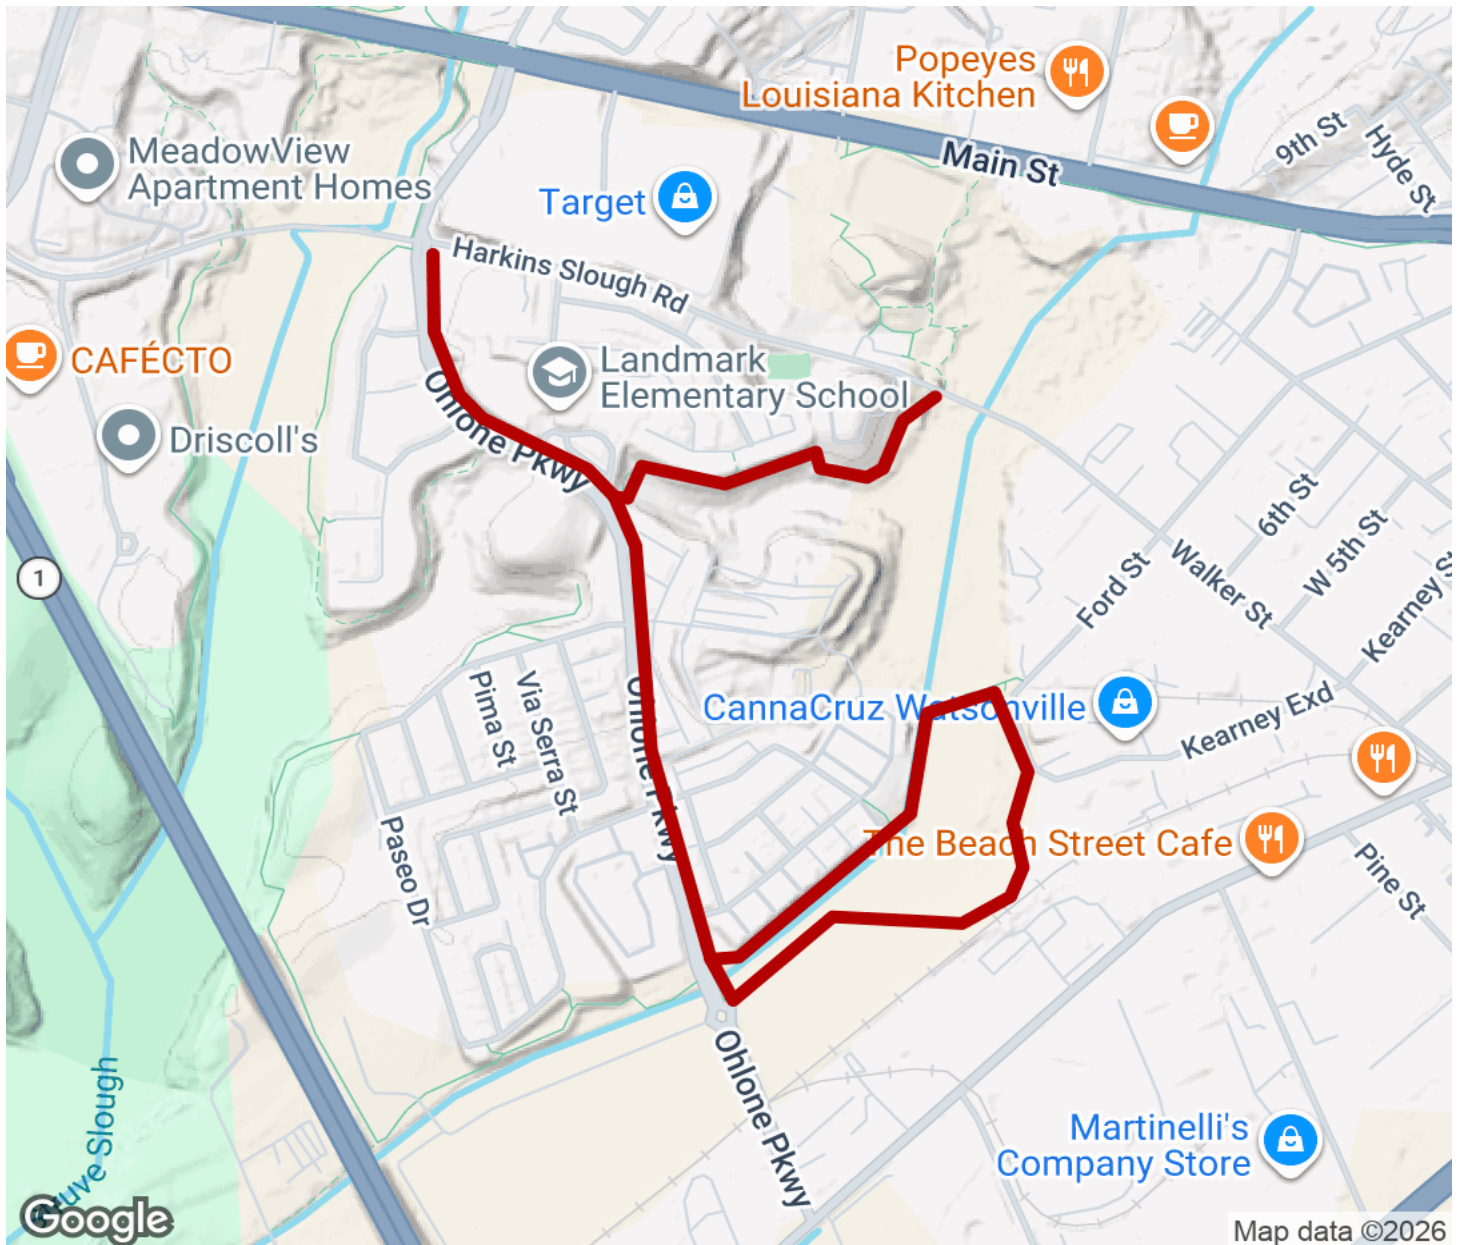 Popeyes
Louisiana Kitchen
9th St
Hyde St
Main St
MeadowView
Apartment Homes
Target
Harkins Slough Rd
CAFÉCTO
Landmark
Elementary School
Driscoll's
Ohlone Pkwy
6th St
W 5th St
1
Ford St
Walker St
Kearney St
Pima St
Via Serra St
Ohlone Pkwy
CannaCruz Watsonville
Kearney Exd
Paseo Dr
The Beach Street Cafe
Pine St
Ohlone Pkwy
Martinelli's
Company Store
Slough
Google
Map data ©2026